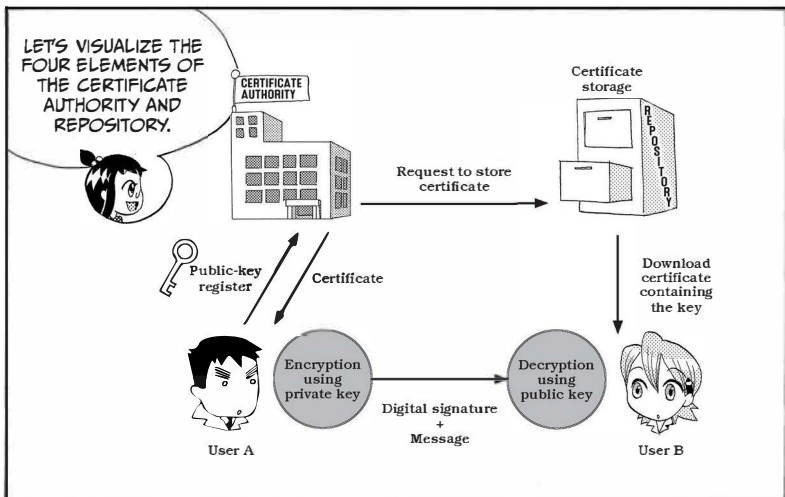 LET'S VISUALIZE THE
FOUR ELEMENTS OF
THE CERTIFICATE
AUTHORITY AND
REPOSITORY.
CERTIFICATE
AUTHORITY
Certificate
storage
REPOSITORY
Request to store
certificate
Public-key
register
Certificate
Download
certificate
containing
the key
Encryption
using
private key
Digital signature
+
Message
Decryption
using
public key
User A
User B